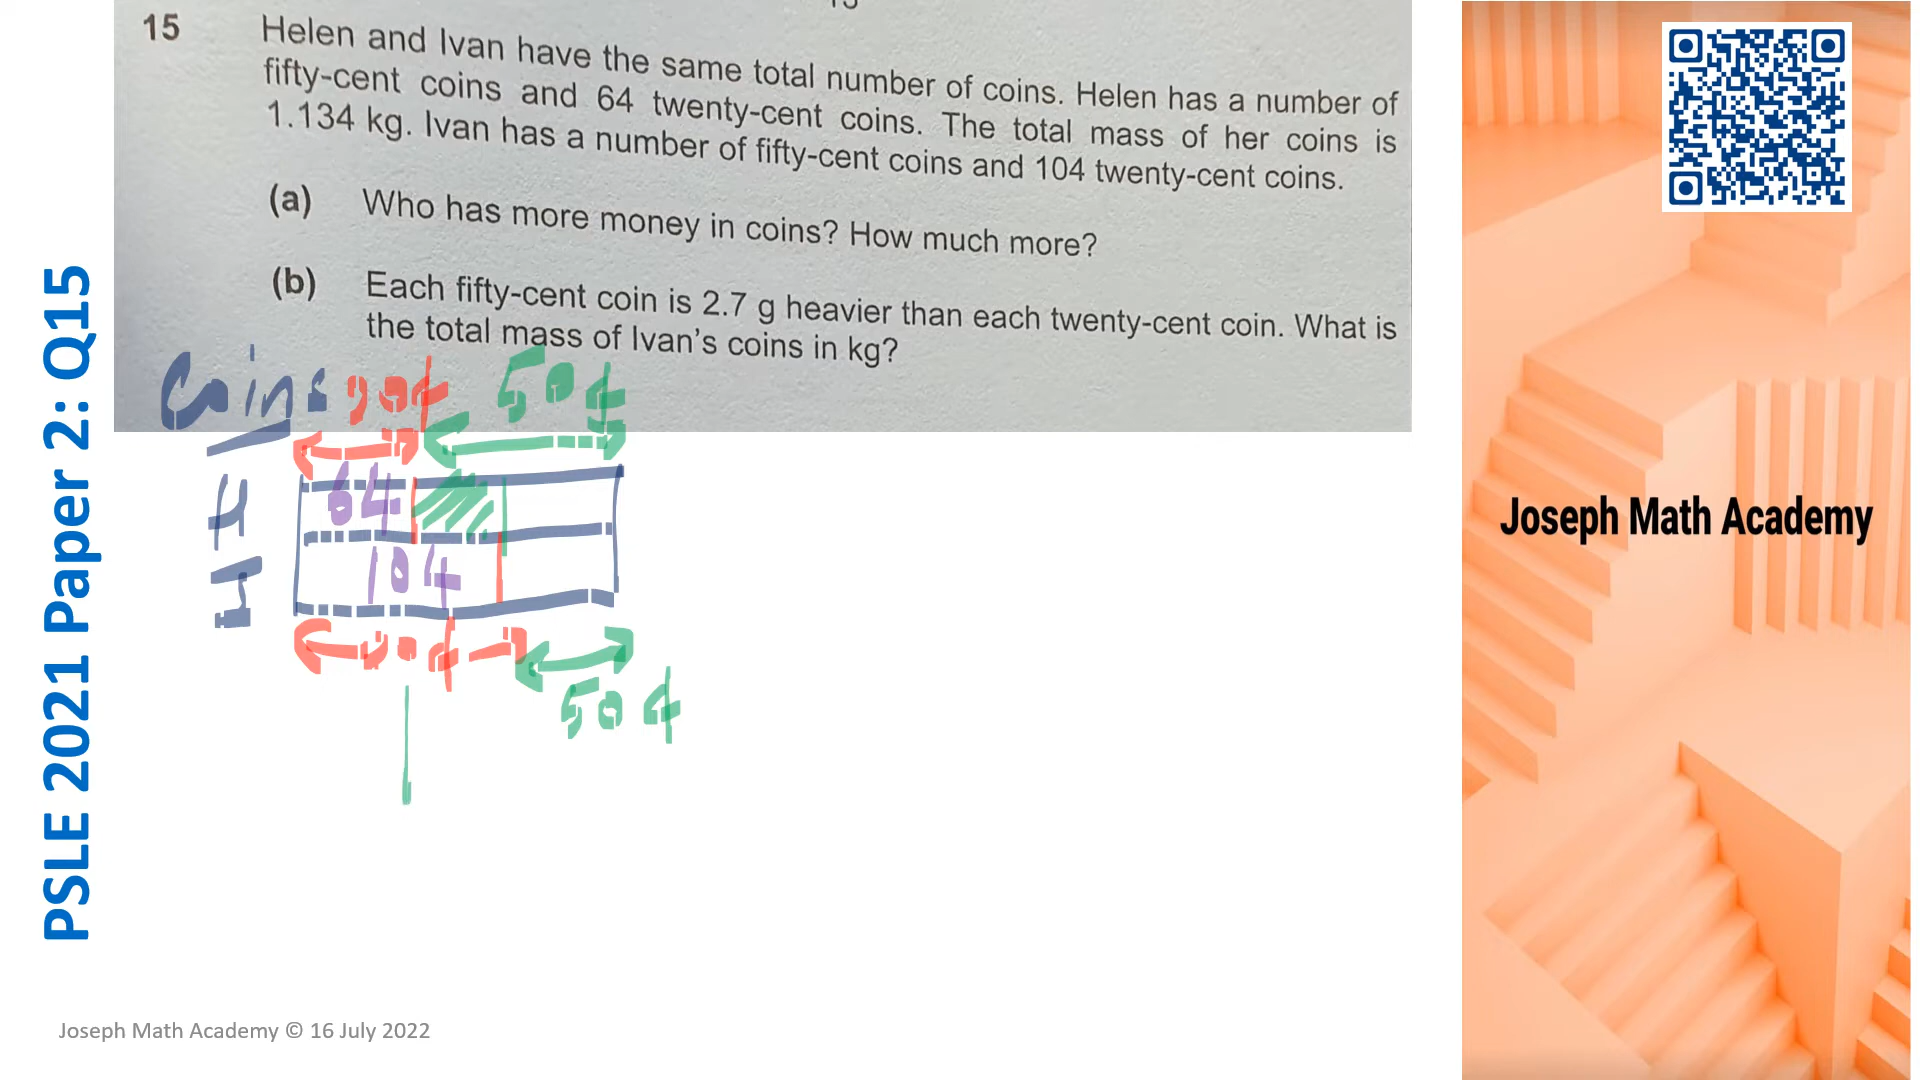 15 Helen and Ivan have the same total number of coins. Helen has a number of
fifty-cent coins and 64 twenty-cent coins. The total mass of her coins is
1.134 kg. Ivan has a number of fifty-cent coins and 104 twenty-cent coins.
(a) Who has more money in coins? How much more?
(b) Each fifty-cent coin is 2.7 g heavier than each twenty-cent coin. What is
the total mass of Ivan's coins in kg?
PSLE 2021 Paper 2: Q15
Coins 20¢ 50¢
H 64
104
50¢
Joseph Math Academy
Joseph Math Academy © 16 July 2022